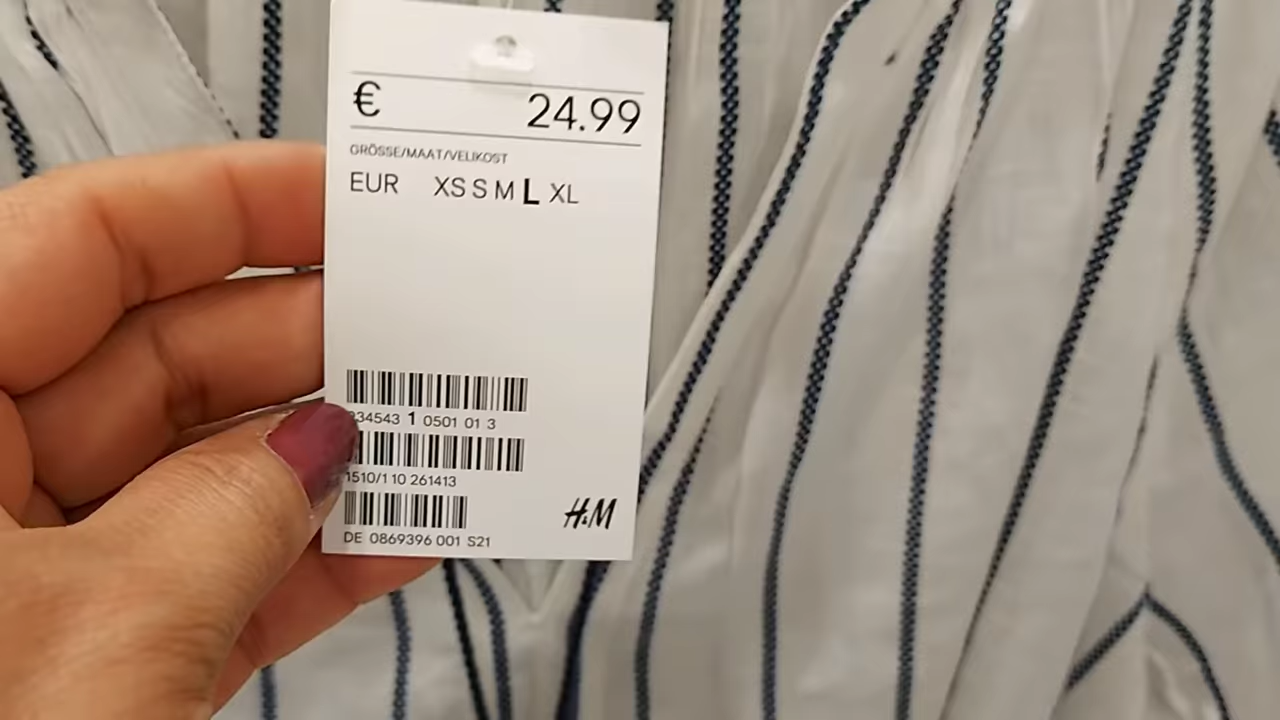 € 24.99
GRÖSSE/MAAT/VELIKOST
EUR XS S M L XL
34543 1 0501 01 3
1510/1 10 261413
H&M
DE 0869396 001 S21